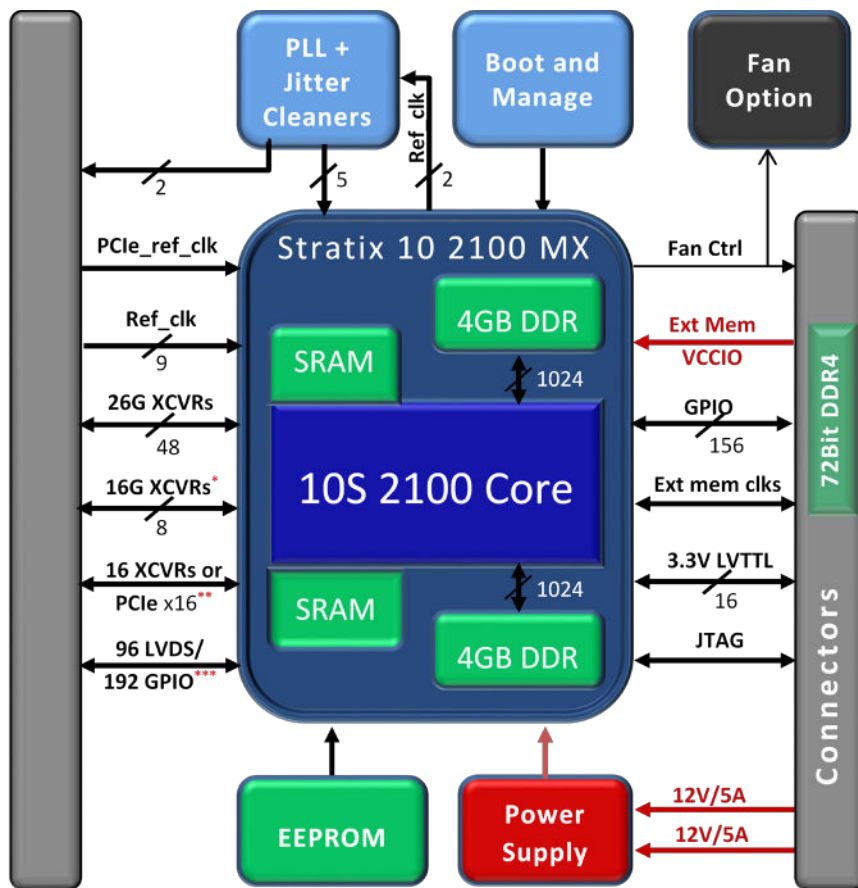 PLL +
Jitter
Cleaners
Boot and
Manage
Fan
Option
Ref_clk
2
5
2
PCIe_ref_clk
Stratix 10 2100 MX
Fan Ctrl
4GB DDR
Ref_clk
9
SRAM
1024
Ext Mem
VCCIO
26G XCVRs
48
GPIO
156
72Bit DDR4
10S 2100 Core
16G XCVRs*
8
Ext mem clks
16 XCVRs or
PCIe x16**
SRAM
1024
3.3V LVTTL
16
96 LVDS/
192 GPIO***
4GB DDR
JTAG
Connectors
EEPROM
Power
Supply
12V/5A
12V/5A